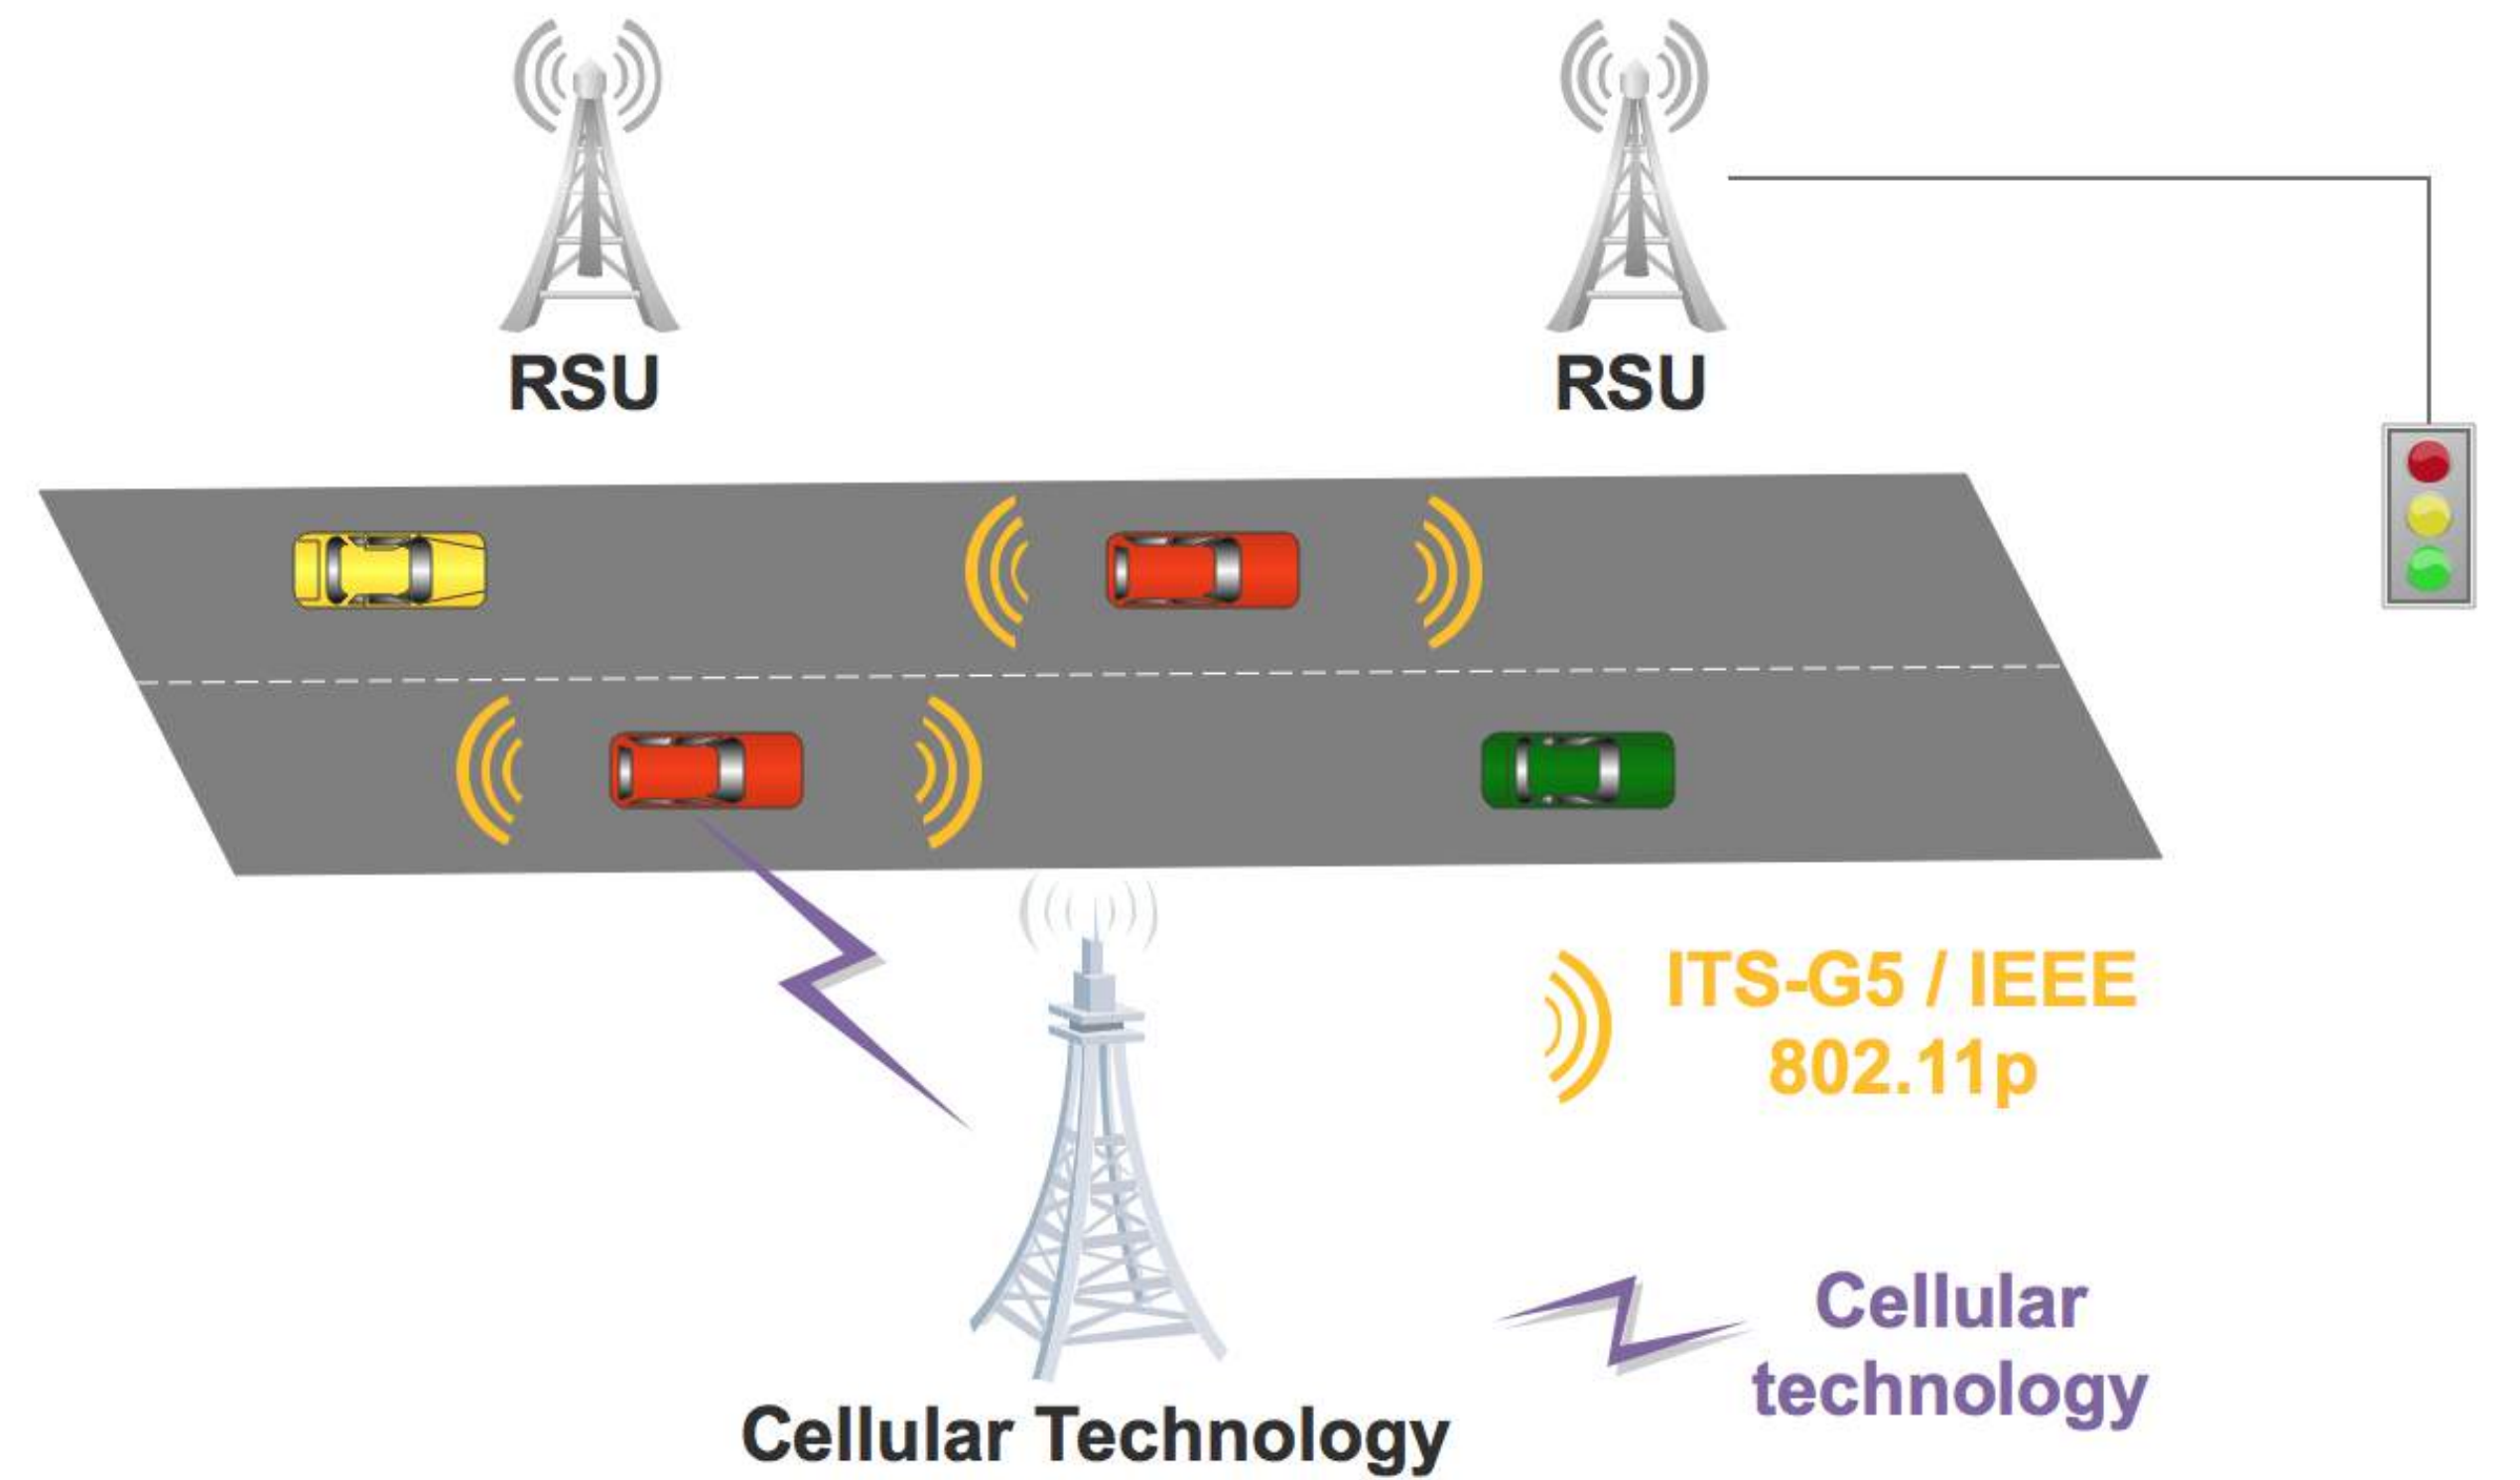 RSU
RSU
ITS-G5 / IEEE
802.11p
Cellular
technology
Cellular Technology